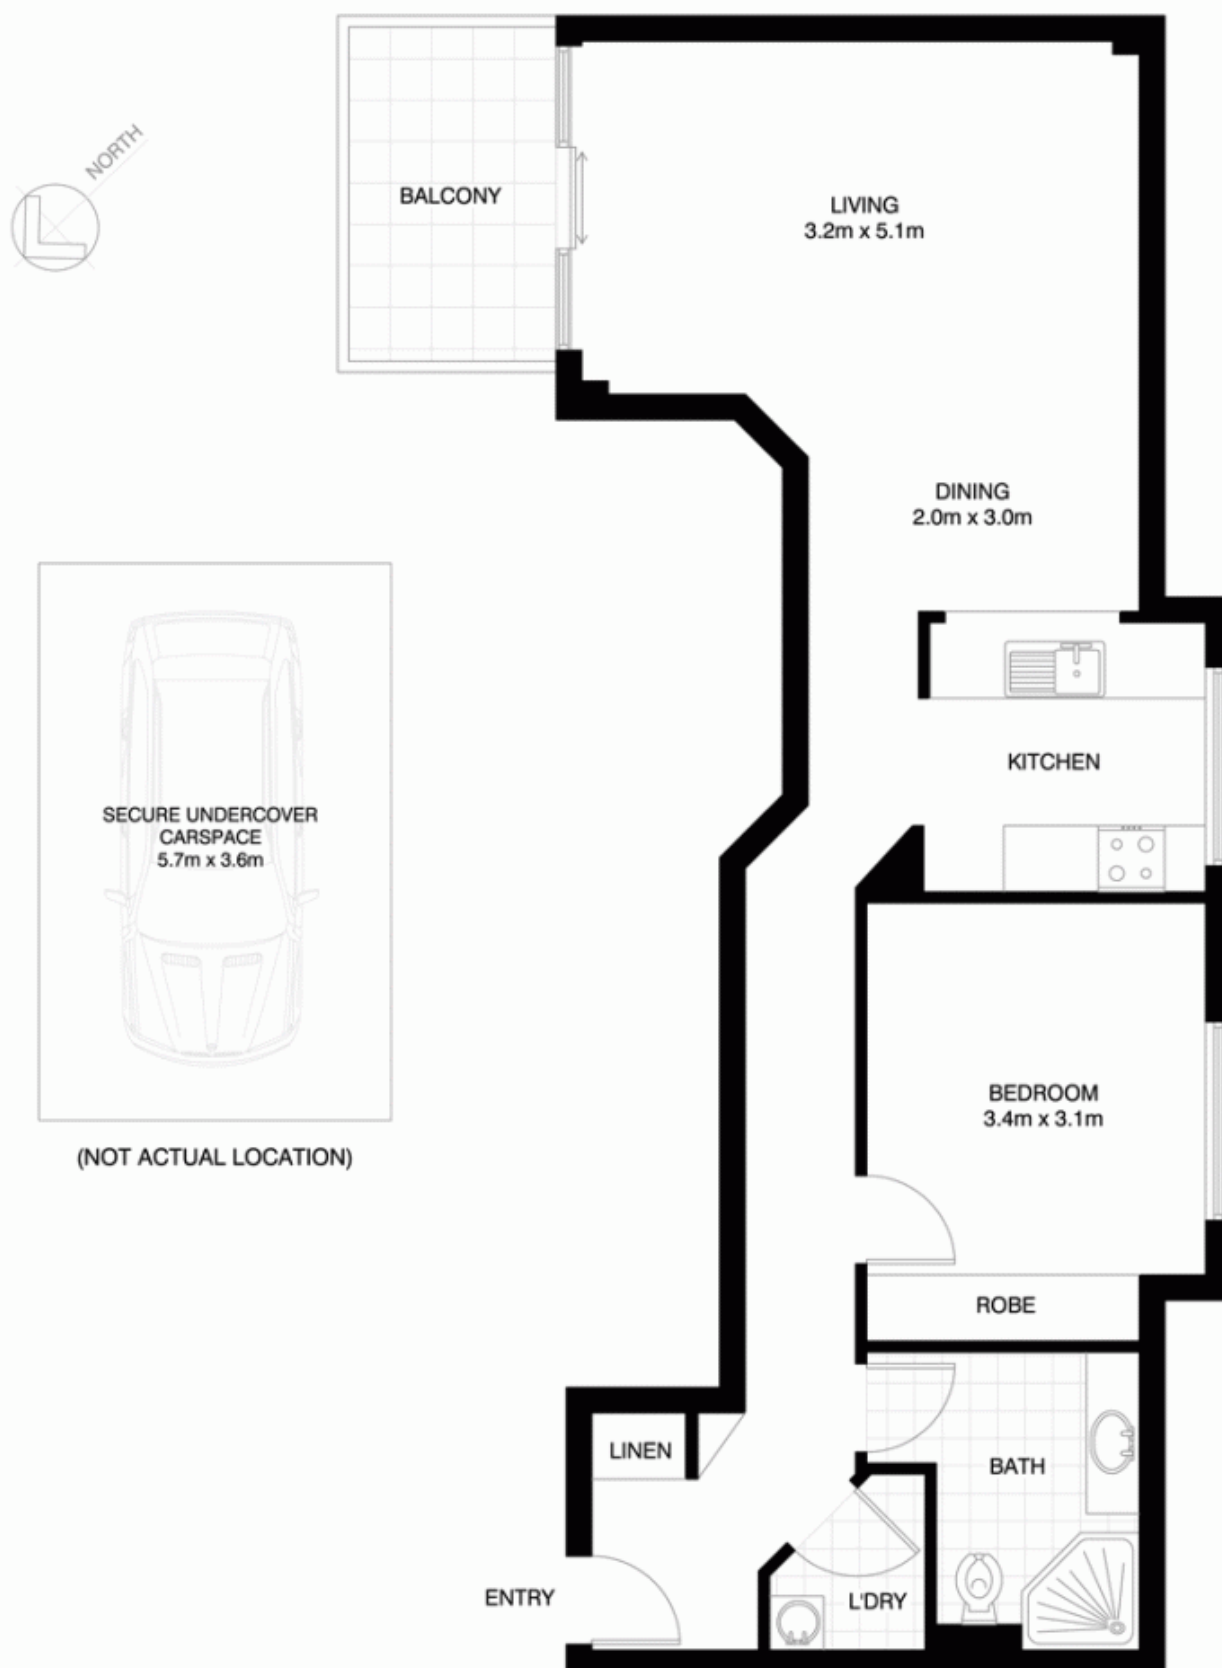 NORTH
BALCONY
LIVING
3.2m x 5.1m
DINING
2.0m x 3.0m
KITCHEN
SECURE UNDERCOVER
CARSPACE
5.7m x 3.6m
(NOT ACTUAL LOCATION)
BEDROOM
3.4m x 3.1m
ROBE
LINEN
BATH
ENTRY
L'DRY